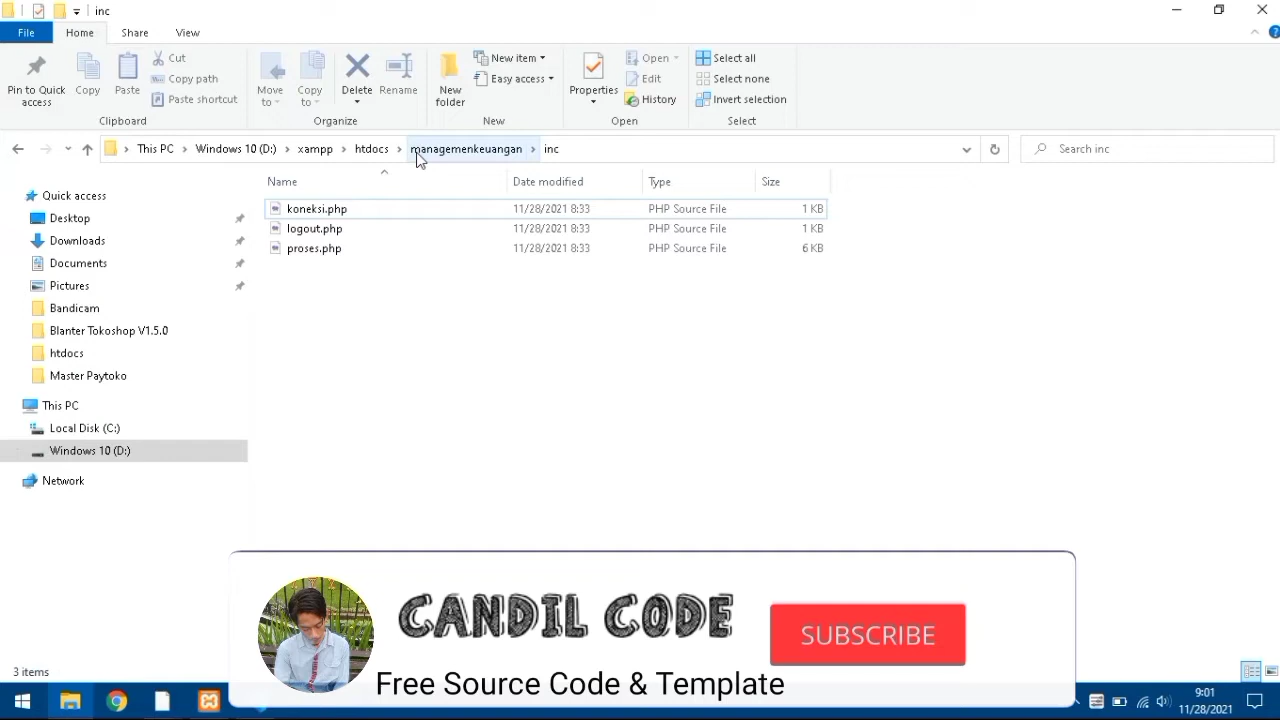 inc
File
Home
Share
View
Pin to Quick
access
Copy
Paste
Cut
Copy path
Paste shortcut
Clipboard
Move
to
Copy
to
Delete
Rename
Organize
New
folder
New item
Easy access
New
Properties
Open
Edit
History
Open
Select all
Select none
Invert selection
Select
This PC
Windows 10 (D:)
xampp
htdocs
managemenkeuangan
inc
Search inc
Name
Date modified
Type
Size
koneksi.php
11/28/2021 8:33
PHP Source File
1 KB
logout.php
11/28/2021 8:33
PHP Source File
1 KB
proses.php
11/28/2021 8:33
PHP Source File
6 KB
Quick access
Desktop
Downloads
Documents
Pictures
Bandicam
Blanter Tokoshop V1.5.0
htdocs
Master Paytoko
This PC
Local Disk (C:)
Windows 10 (D:)
Network
3 items
CANDIL CODE
Free Source Code & Template
SUBSCRIBE
9:01
11/28/2021